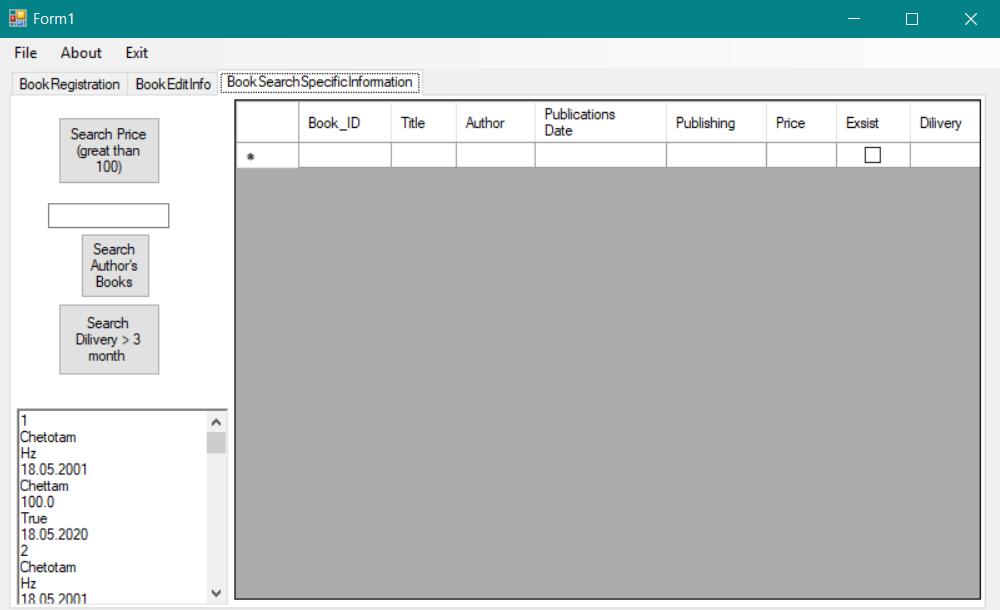 Form1
File About Exit
BookRegistration BookEditInfo BookSearchSpecificInformation
Search Price
(great than
100)
Search
Author's
Books
Search
Dilivery > 3
month
Book_ID Title Author Publications Date Publishing Price Exsist Dilivery
1
Chetotam
Hz
18.05.2001
Chettam
100.0
True
18.05.2020
2
Chetotam
Hz
18.05.2001